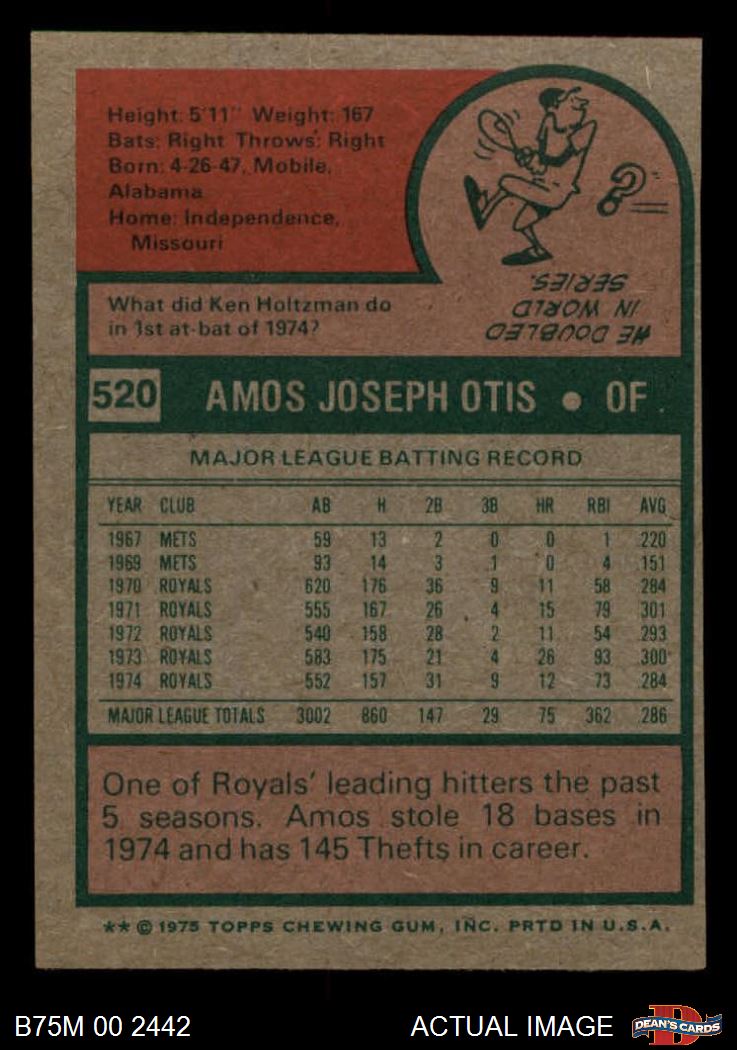 Height: 5'11" Weight: 167
Bats: Right Throws: Right
Born: 4-26-47, Mobile,
Alabama
Home: Independence,
Missouri
?
What did Ken Holtzman do
in 1st at-bat of 1974?
HE DOUBLED
IN WORLD
SERIES.
520 AMOS JOSEPH OTIS • OF
MAJOR LEAGUE BATTING RECORD
YEAR CLUB AB H 2B 3B HR RBI AVG
1967 METS 59 13 2 0 0 1 .220
1969 METS 93 14 3 1 0 4 .151
1970 ROYALS 620 176 36 9 11 58 .284
1971 ROYALS 555 167 26 4 15 79 .301
1972 ROYALS 540 158 28 2 11 54 .293
1973 ROYALS 583 175 21 4 26 93 .300
1974 ROYALS 552 157 31 9 12 73 .284
MAJOR LEAGUE TOTALS 3002 860 147 29 75 362 .286
One of Royals' leading hitters the past
5 seasons. Amos stole 18 bases in
1974 and has 145 Thefts in career.
** © 1975 TOPPS CHEWING GUM, INC. PRTD IN U.S.A.
B75M 00 2442 ACTUAL IMAGE DEAN'S CARDS